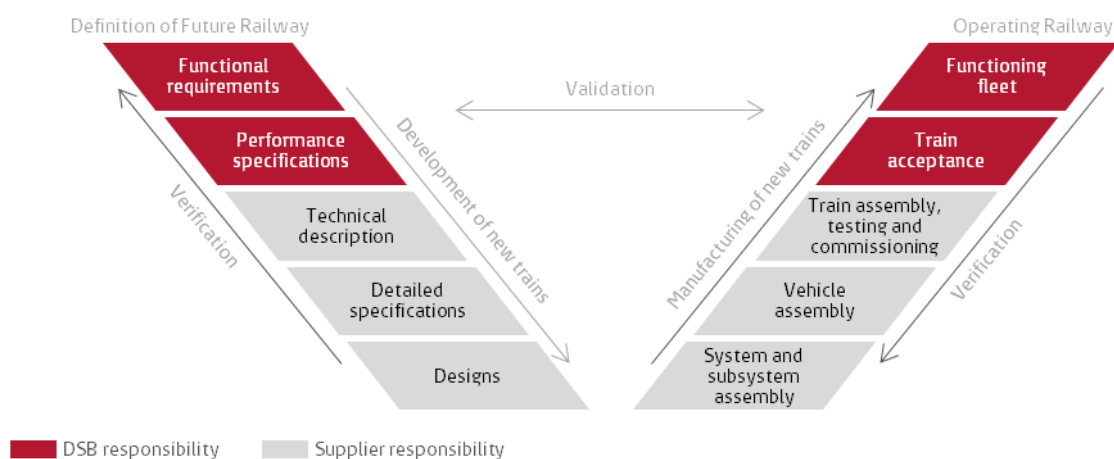 Definition of Future Railway
Operating Railway
Functional
requirements
Performance
specifications
Technical
description
Detailed
specifications
Designs
Verification
Development of new trains
Validation
Manufacturing of new trains
Functioning
fleet
Train
acceptance
Train assembly,
testing and
commissioning
Vehicle
assembly
System and
subsystem
assembly
Verification
DSB responsibility
Supplier responsibility